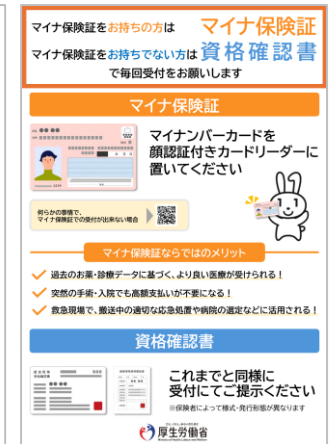 マイナ保険証をお持ちの方は マイナ保険証
マイナ保険証をお持ちでない方は 資格確認書
で毎回受付をお願いします
マイナ保険証
マイナンバーカードを
顔認証付きカードリーダーに
置いてください
何らかの事情で、
マイナ保険証での受付が出来ない場合
マイナ保険証ならではのメリット
過去のお薬・診療データに基づく、より良い医療が受けられる！
突然の手術・入院でも高額支払いが不要になる！
救急現場で、搬送中の適切な応急処置や病院の選定などに活用される！
資格確認書
これまでと同様に
受付にてご提示ください
※保険者によって様式・発行形態が異なります
厚生労働省